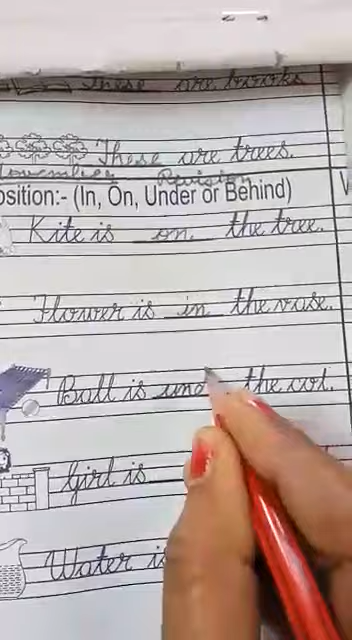 These are books
These are trees.
November Revision
osition:- (In, On, Under or Behind)
Kite is on the tree.
Flower is in the vase.
Ball is und the cot.
Girl is
Water is